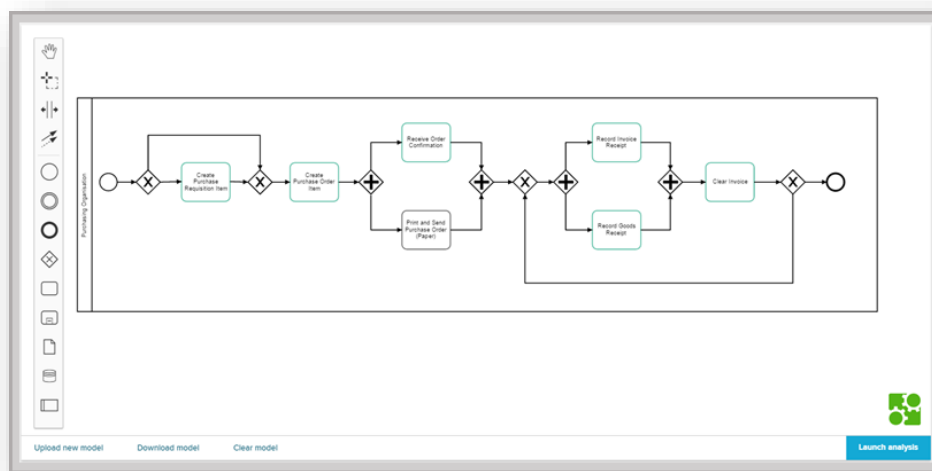 Purchasing Organisation
Create
Purchase
Requisition Item
Create
Purchase Order
Item
Receive Order
Confirmation
Print and Send
Purchase Order
(Paper)
Record Invoice
Receipt
Record Goods
Receipt
Clear Invoice
Upload new model
Download model
Clear model
Launch analysis